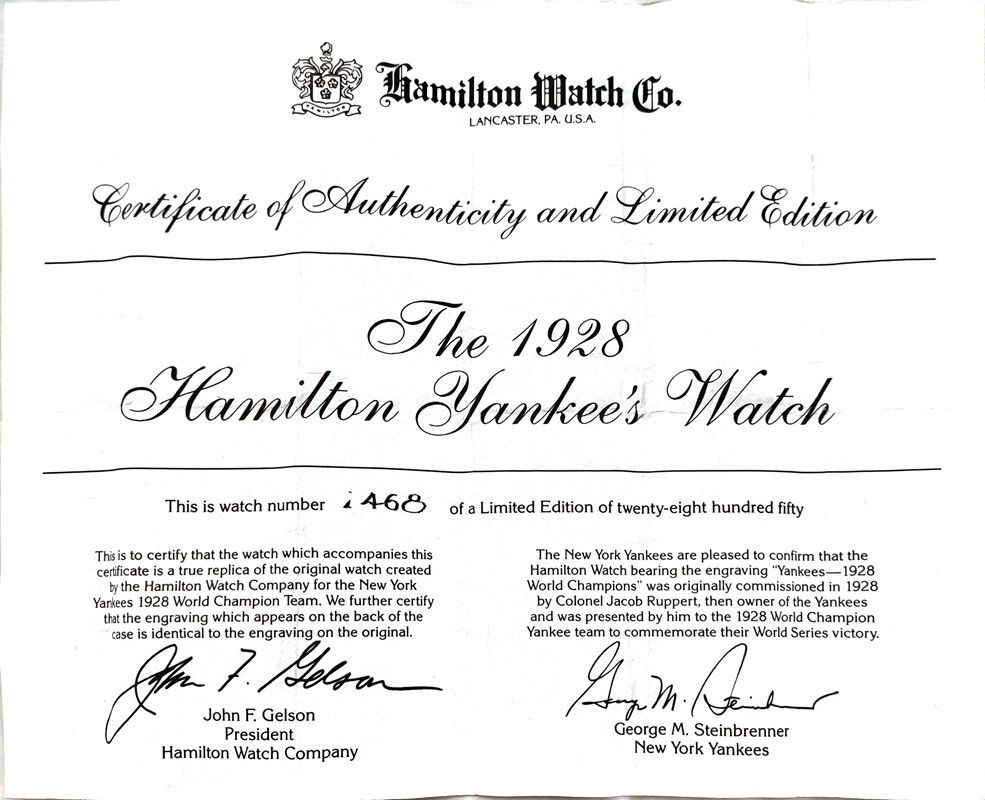 HAMILTON
Hamilton Watch Co.
LANCASTER, PA. U.S.A.
Certificate of Authenticity and Limited Edition
The 1928
Hamilton Yankee's Watch
This is watch number 1468 of a Limited Edition of twenty-eight hundred fifty
This is to certify that the watch which accompanies this
certificate is a true replica of the original watch created
by the Hamilton Watch Company for the New York
Yankees 1928 World Champion Team. We further certify
that the engraving which appears on the back of the
case is identical to the engraving on the original.
John F. Gelson
John F. Gelson
President
Hamilton Watch Company
The New York Yankees are pleased to confirm that the
Hamilton Watch bearing the engraving "Yankees—1928
World Champions" was originally commissioned in 1928
by Colonel Jacob Ruppert, then owner of the Yankees
and was presented by him to the 1928 World Champion
Yankee team to commemorate their World Series victory.
George M. Steinbrenner
George M. Steinbrenner
New York Yankees